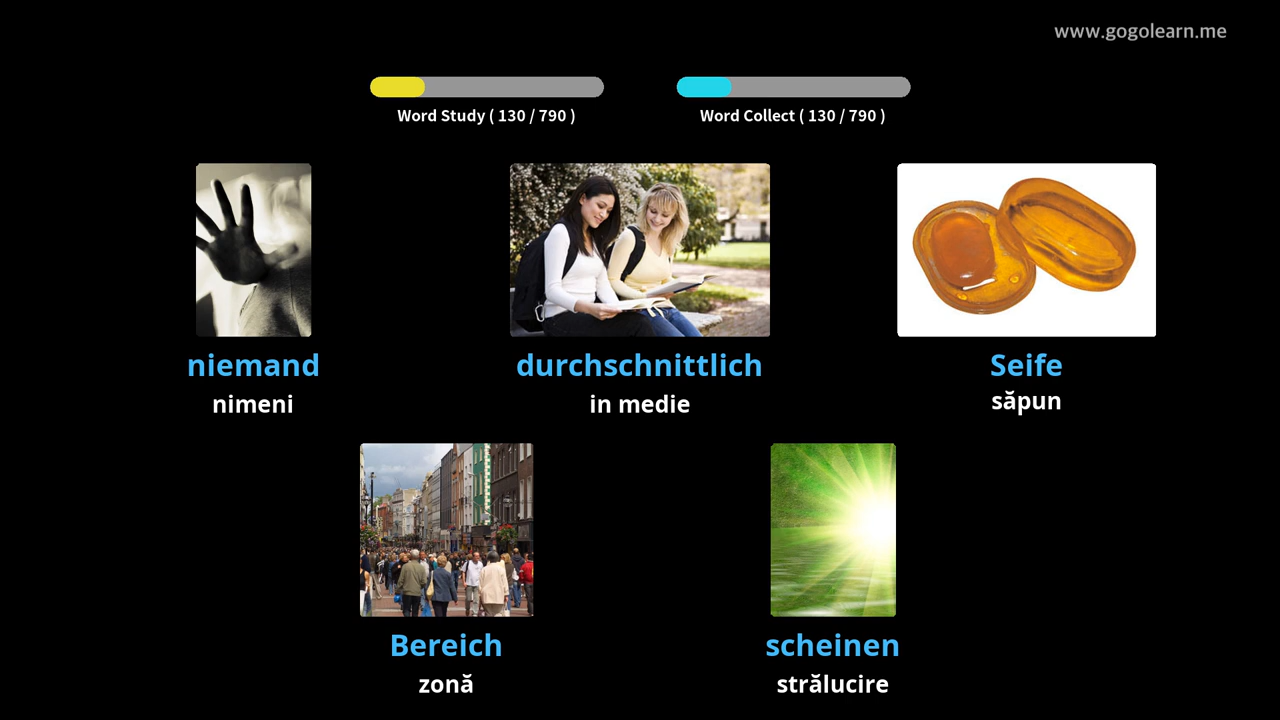 www.gogolearn.me
Word Study ( 130 / 790 )
Word Collect ( 130 / 790 )
niemand
nimeni
durchschnittlich
in medie
Seife
săpun
Bereich
zonă
scheinen
strălucire